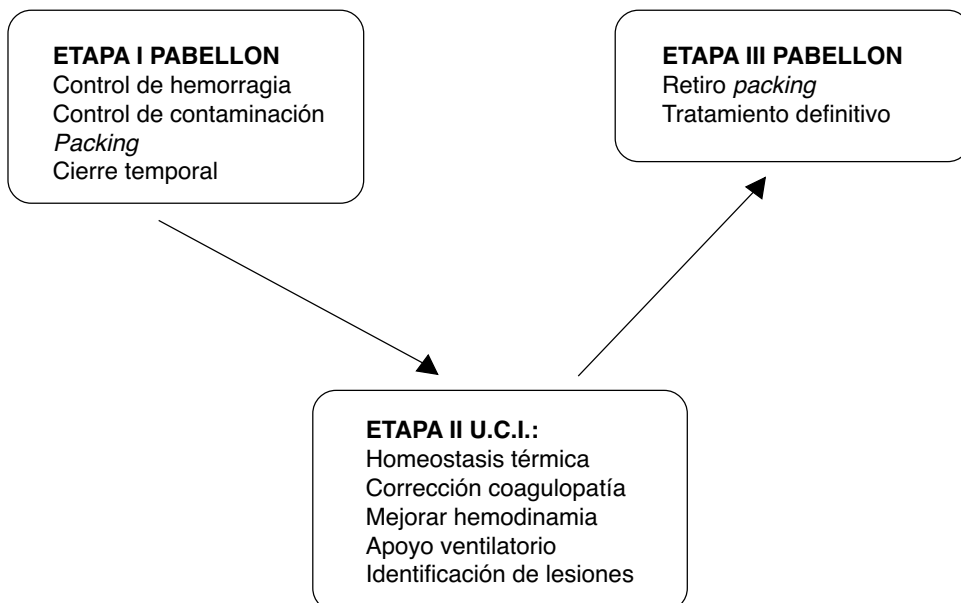 ETAPA I PABELLON
Control de hemorragia
Control de contaminación
Packing
Cierre temporal
ETAPA II U.C.I.:
Homeostasis térmica
Corrección coagulopatía
Mejorar hemodinamia
Apoyo ventilatorio
Identificación de lesiones
ETAPA III PABELLON
Retiro packing
Tratamiento definitivo